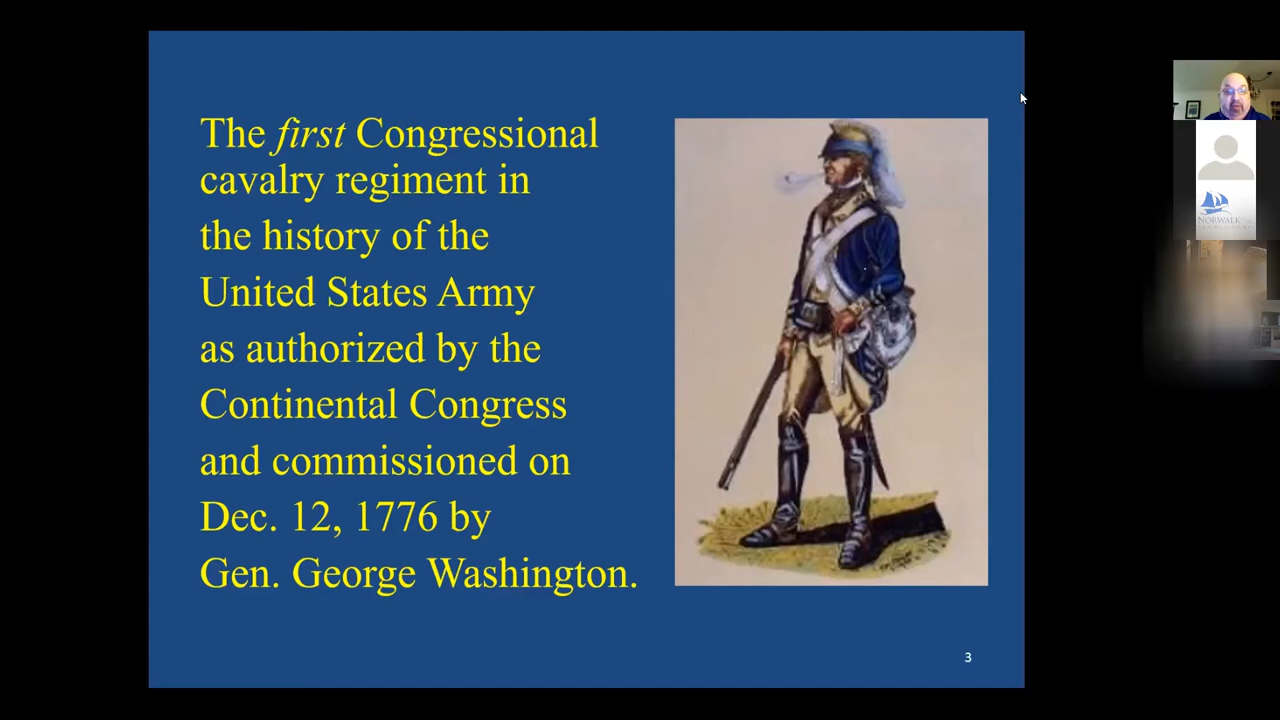 The first Congressional
cavalry regiment in
the history of the
United States Army
as authorized by the
Continental Congress
and commissioned on
Dec. 12, 1776 by
Gen. George Washington.
3
NORWALK